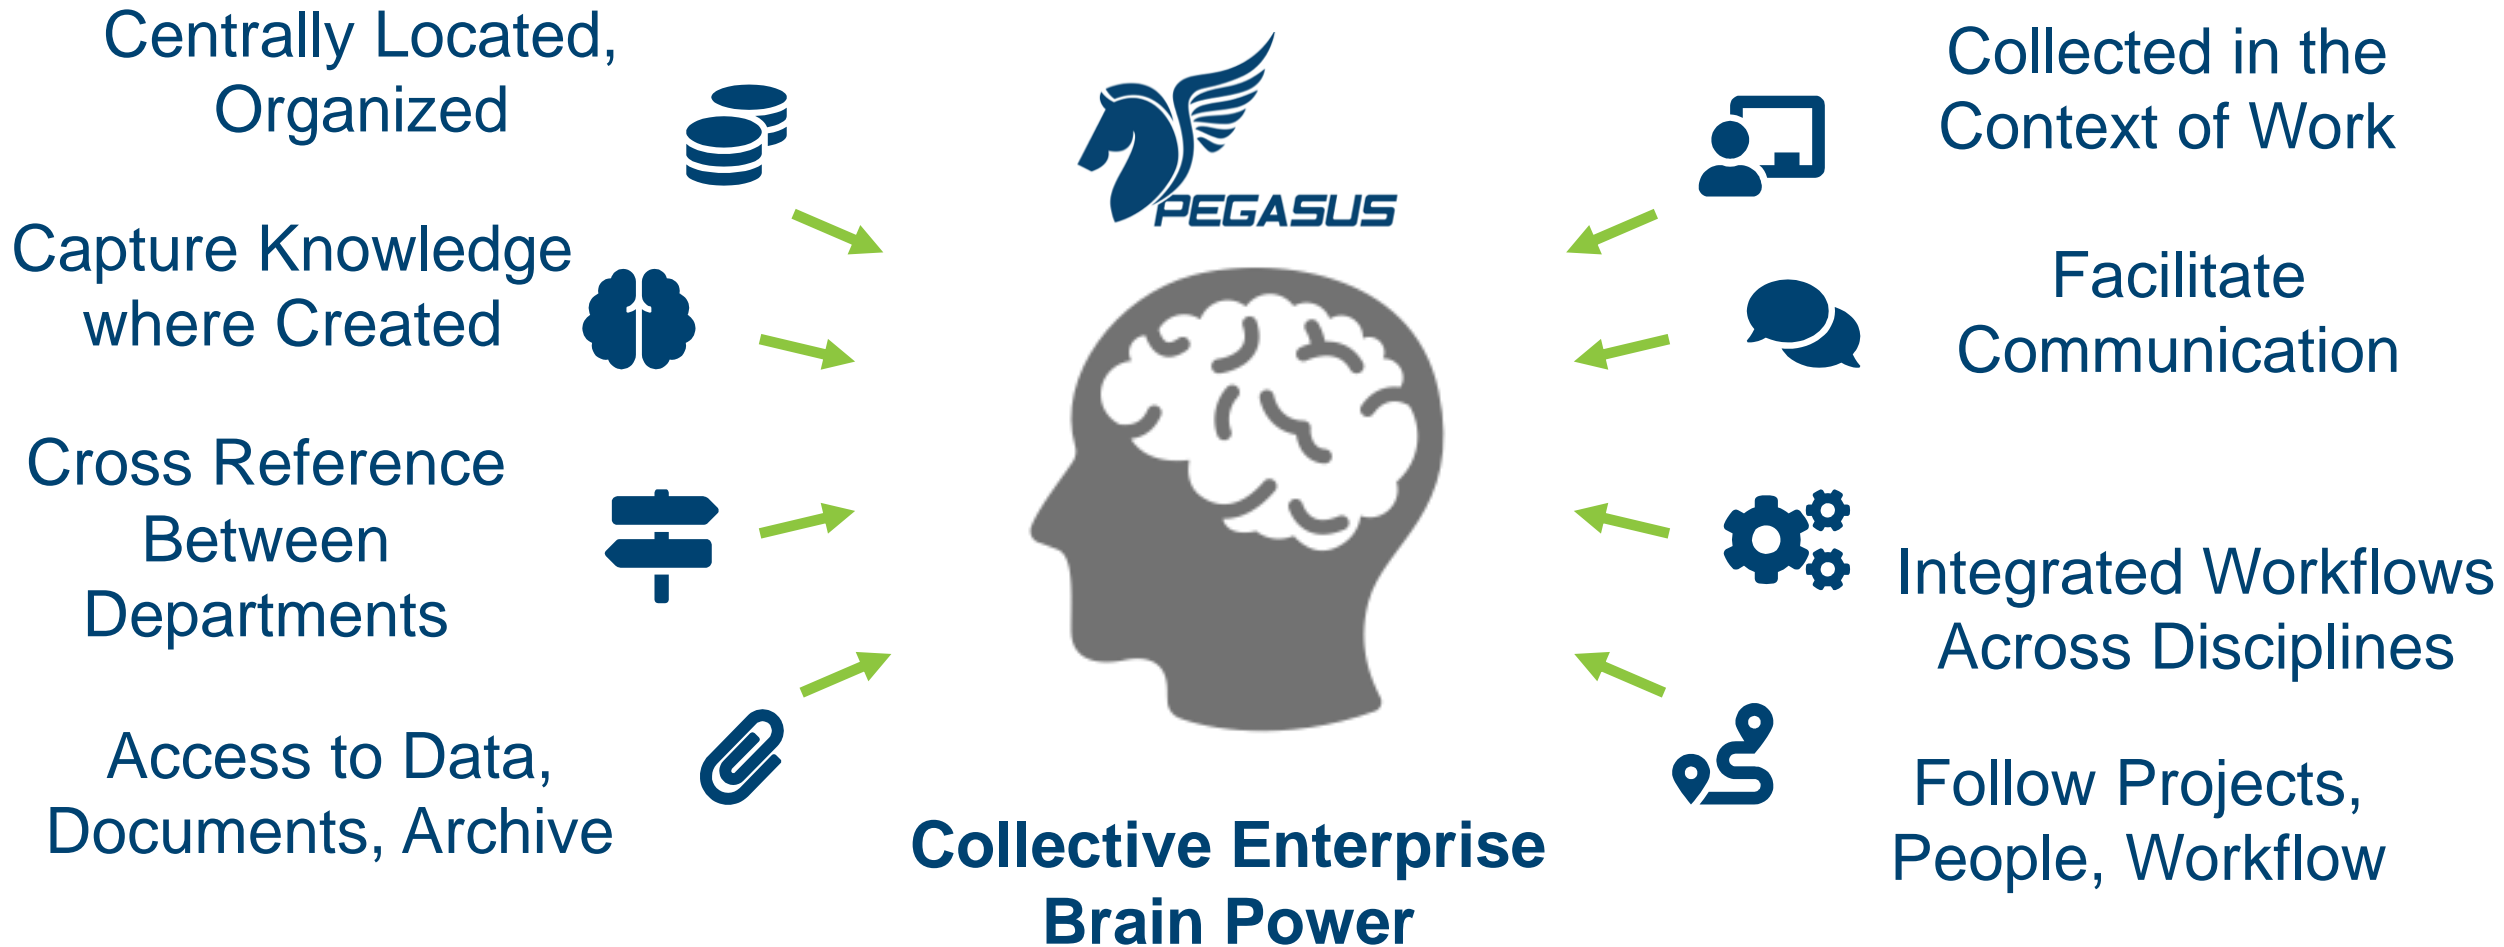 Centrally Located,
Organized
Capture Knowledge
where Created
Cross Reference
Between
Departments
Access to Data,
Documents, Archive
PEGASUS
Collective Enterprise
Brain Power
Collected in the
Context of Work
Facilitate
Communication
Integrated Workflows
Across Disciplines
Follow Projects,
People, Workflow